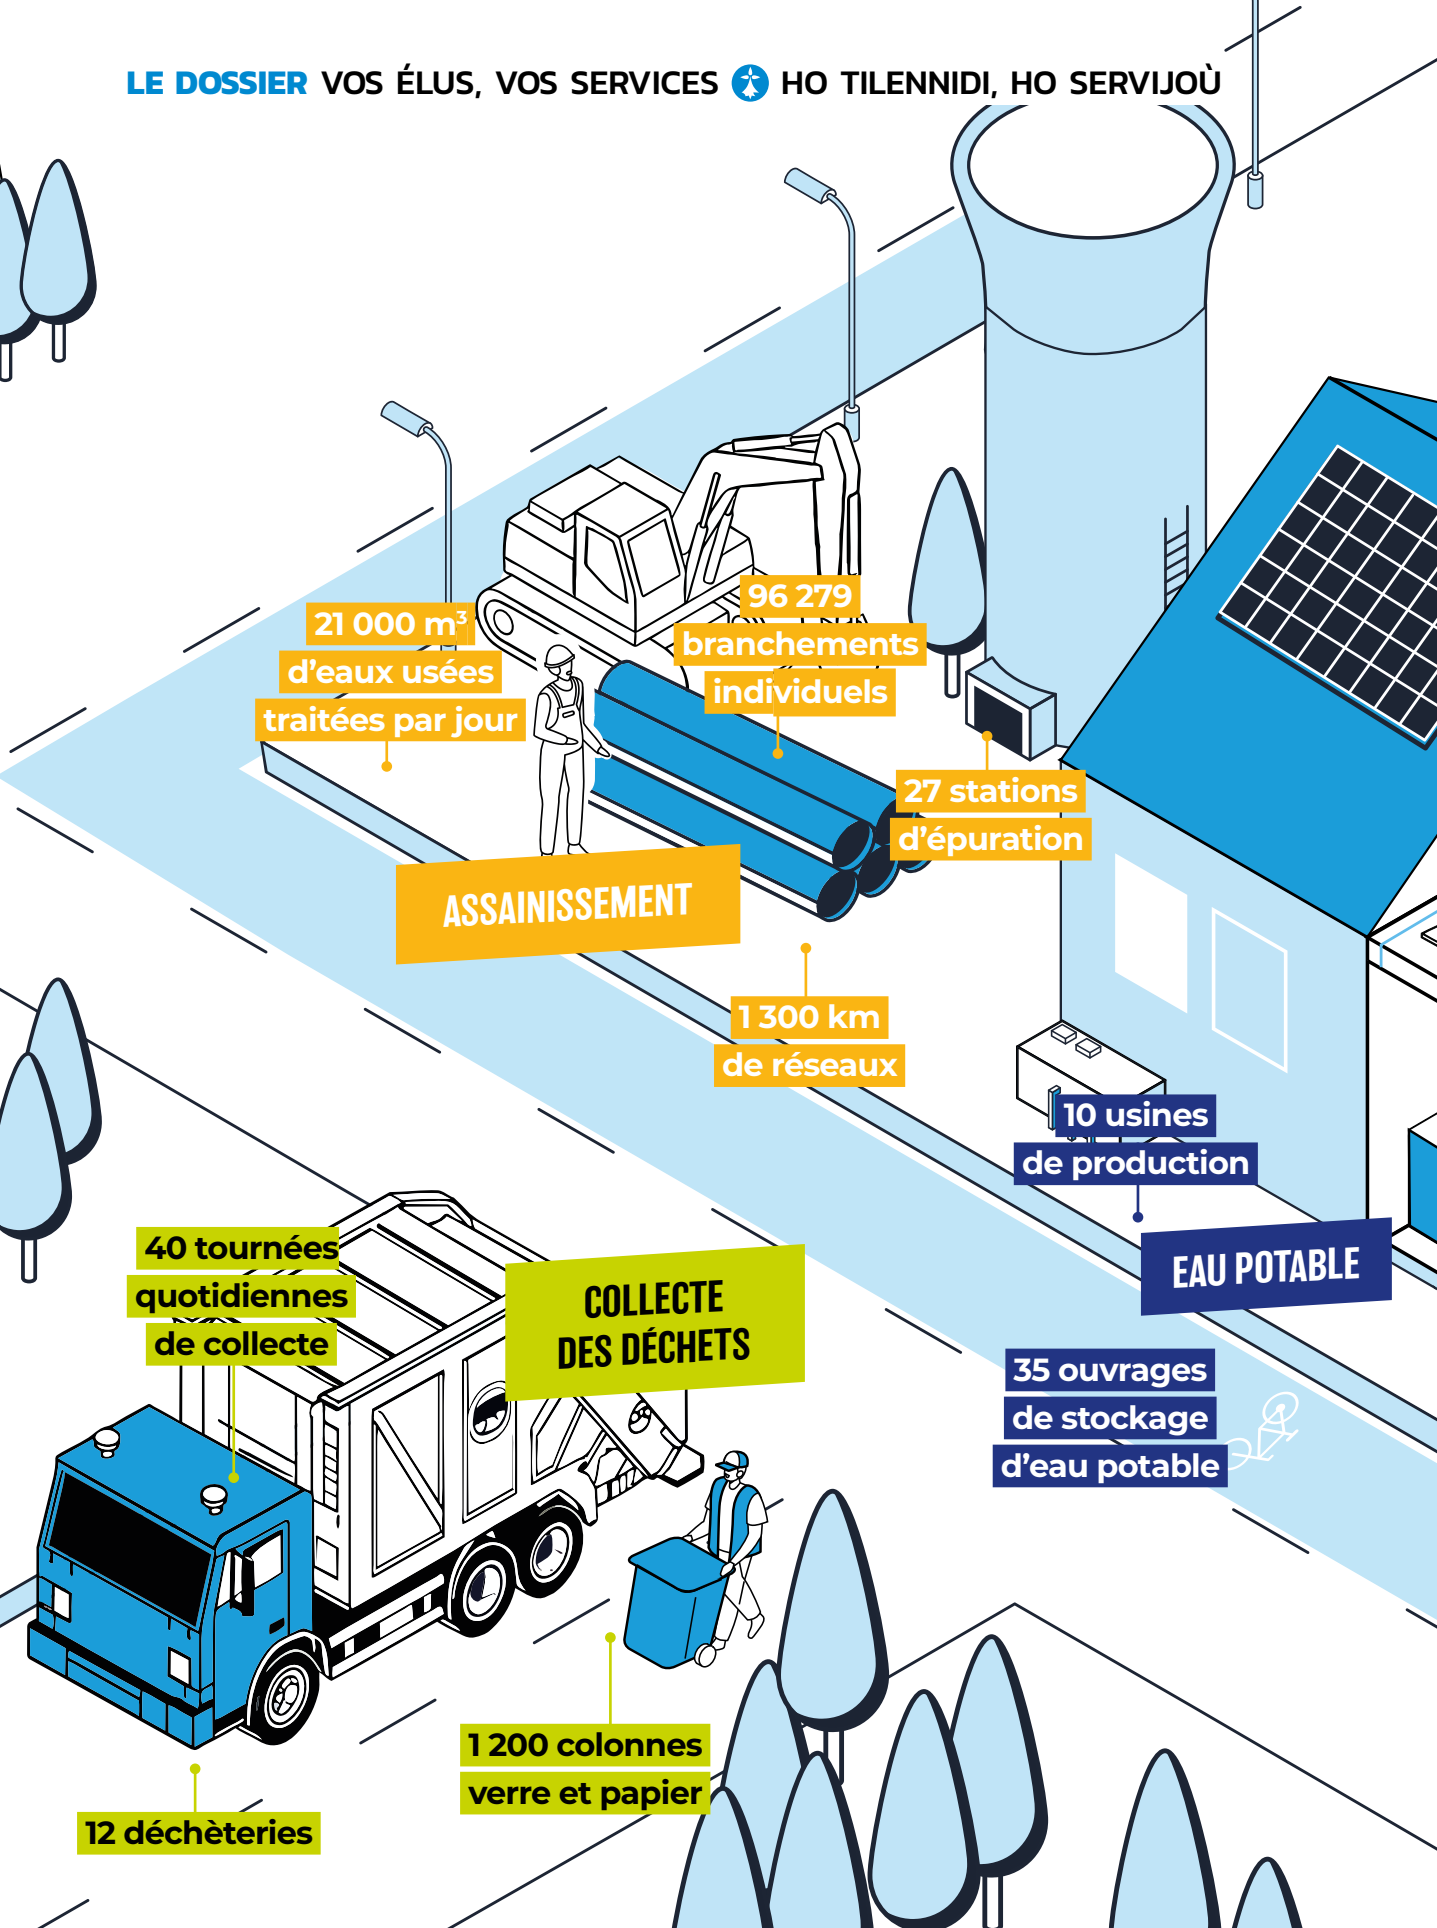 LE DOSSIER VOS ÉLUS, VOS SERVICES HO TILENNIDI, HO SERVIJOÙ
21 000 m³
d’eaux usées
traitées par jour
96 279
branchements
individuels
27 stations
d’épuration
ASSAINISSEMENT
1 300 km
de réseaux
10 usines
de production
EAU POTABLE
35 ouvrages
de stockage
d’eau potable
40 tournées
quotidiennes
de collecte
COLLECTE
DES DÉCHETS
1 200 colonnes
verre et papier
12 déchèteries